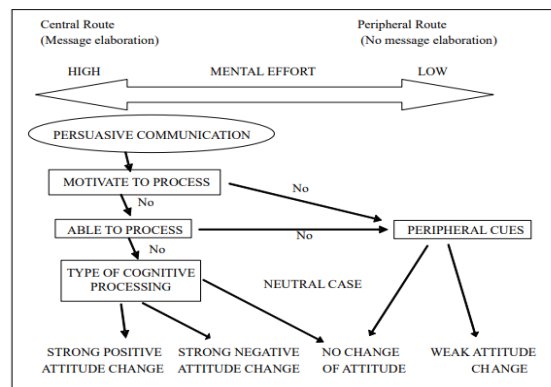 Central Route
(Message elaboration)
Peripheral Route
(No message elaboration)
HIGH
MENTAL EFFORT
LOW
PERSUASIVE COMMUNICATION
MOTIVATE TO PROCESS
No
No
ABLE TO PROCESS
No
PERIPHERAL CUES
No
TYPE OF COGNITIVE
PROCESSING
NEUTRAL CASE
STRONG POSITIVE
ATTITUDE CHANGE
STRONG NEGATIVE
ATTITUDE CHANGE
NO CHANGE
OF ATTITUDE
WEAK ATTITUDE
CHANGE